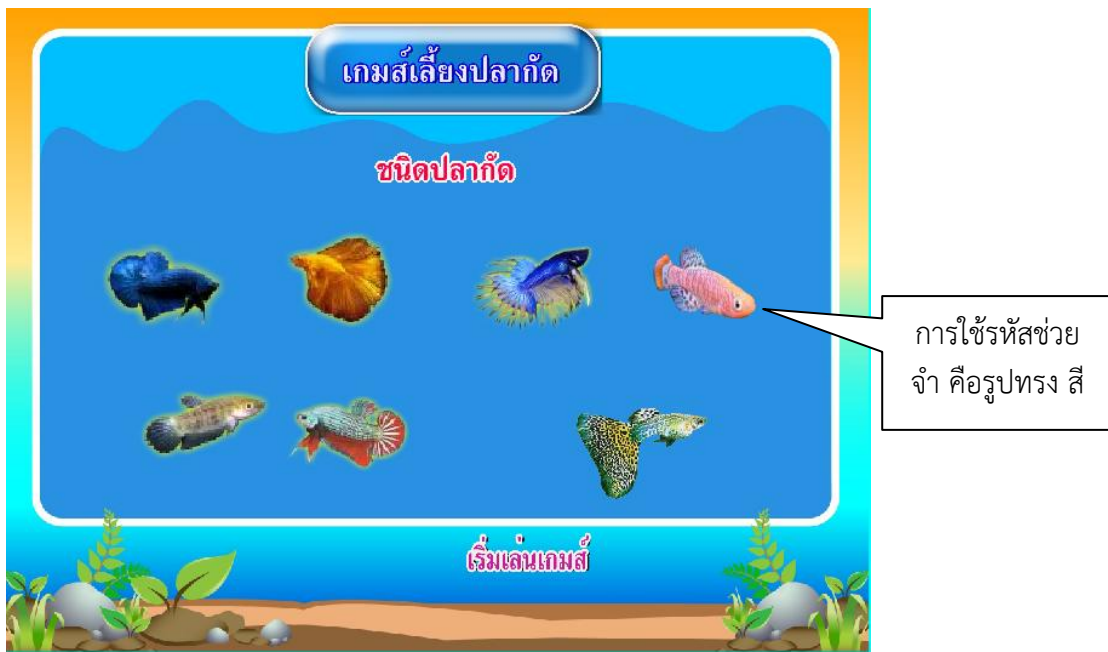 เกมส์เลี้ยงปลากัด
ชนิดปลากัด
การใช้รหัสช่วย
จำ คือรูปทรง สี
เริ่มเล่นเกมส์